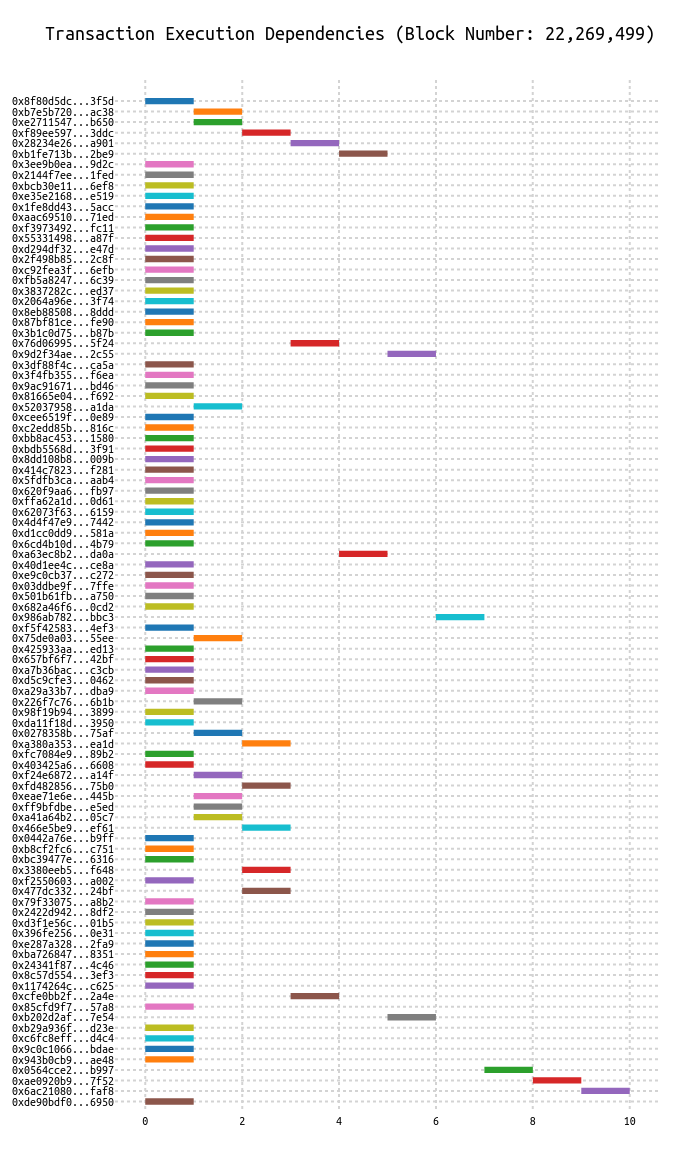 Transaction Execution Dependencies (Block Number: 22,269,499)
0x8f80d5dc...3f5d
0xb7e5b720...ac38
0xe2711547...b650
0xf89ee597...3ddc
0x28234e26...a901
0xb1fe713b...2be9
0x3ee9b0ea...9d2c
0x2144f7ee...1fed
0xbcb30e11...6ef8
0xe35e2168...e519
0x1fe8dd43...5acc
0xaac69510...71ed
0xf3973492...fc11
0x55331498...a87f
0xd294df32...e47d
0x2f498b85...2c8f
0xc92fea3f...6efb
0xfb5a8247...6c39
0x3837282c...ed37
0x2064a96e...3f74
0x8eb88508...8ddd
0x87bf81ce...fe90
0x3b1c0d75...b87b
0x76d06995...5f24
0x9d2f34ae...2c55
0x3df88f4c...ca5a
0x3f4fb355...f6ea
0x9ac91671...bd46
0x81665e04...f692
0x52037958...a1da
0xcee6519f...0e89
0xc2edd85b...816c
0xbb8ac453...1580
0xbdb5568d...3f91
0x8dd108b8...009b
0x414c7823...f281
0x5fdfb3ca...aab4
0x620f9aa6...fb97
0xffa62a1d...0d61
0x62073f63...6159
0x4d4f47e9...7442
0xd1cc0dd9...581a
0x6cd4b10d...4b79
0xa63ec8b2...da0a
0x40d1ee4c...ce8a
0xe9c0cb37...c272
0x03ddbe9f...7ffe
0x501b61fb...a750
0x682a46f6...0cd2
0x986ab782...bbc3
0xf5f42583...4ef3
0x75de0a03...55ee
0x425933aa...ed13
0x657bf6f7...42bf
0xa7b36bac...c3cb
0xd5c9cfe3...0462
0xa29a33b7...dba9
0x226f7c76...6b1b
0x98f19b94...3899
0xda11f18d...3950
0x0278358b...75af
0xa380a353...ea1d
0xfc7084e9...89b2
0x403425a6...6608
0xf24e6872...a14f
0xfd482856...75b0
0xeae71e6e...445b
0xff9bfdbe...e5ed
0xa41a64b2...05c7
0x466e5be9...ef61
0x0442a76e...b9ff
0xb8cf2fc6...c751
0xbc39477e...6316
0x3380eeb5...f648
0xf2550603...a002
0x477dc332...24bf
0x79f33075...a8b2
0x2422d942...8df2
0xd3f1e56c...01b5
0x396fe256...0e31
0xe287a328...2fa9
0xba726847...8351
0x24341f87...4c46
0x8c57d554...3ef3
0x1174264c...c625
0xcfe0bb2f...2a4e
0x85cfd9f7...57a8
0xb202d2af...7e54
0xb29a936f...d23e
0xc6fc8eff...d4c4
0x9c0c1066...bdae
0x943b0cb9...ae48
0x0564cce2...b997
0xae0920b9...7f52
0x6ac21080...faf8
0xde90bdf0...6950
0 2 4 6 8 10